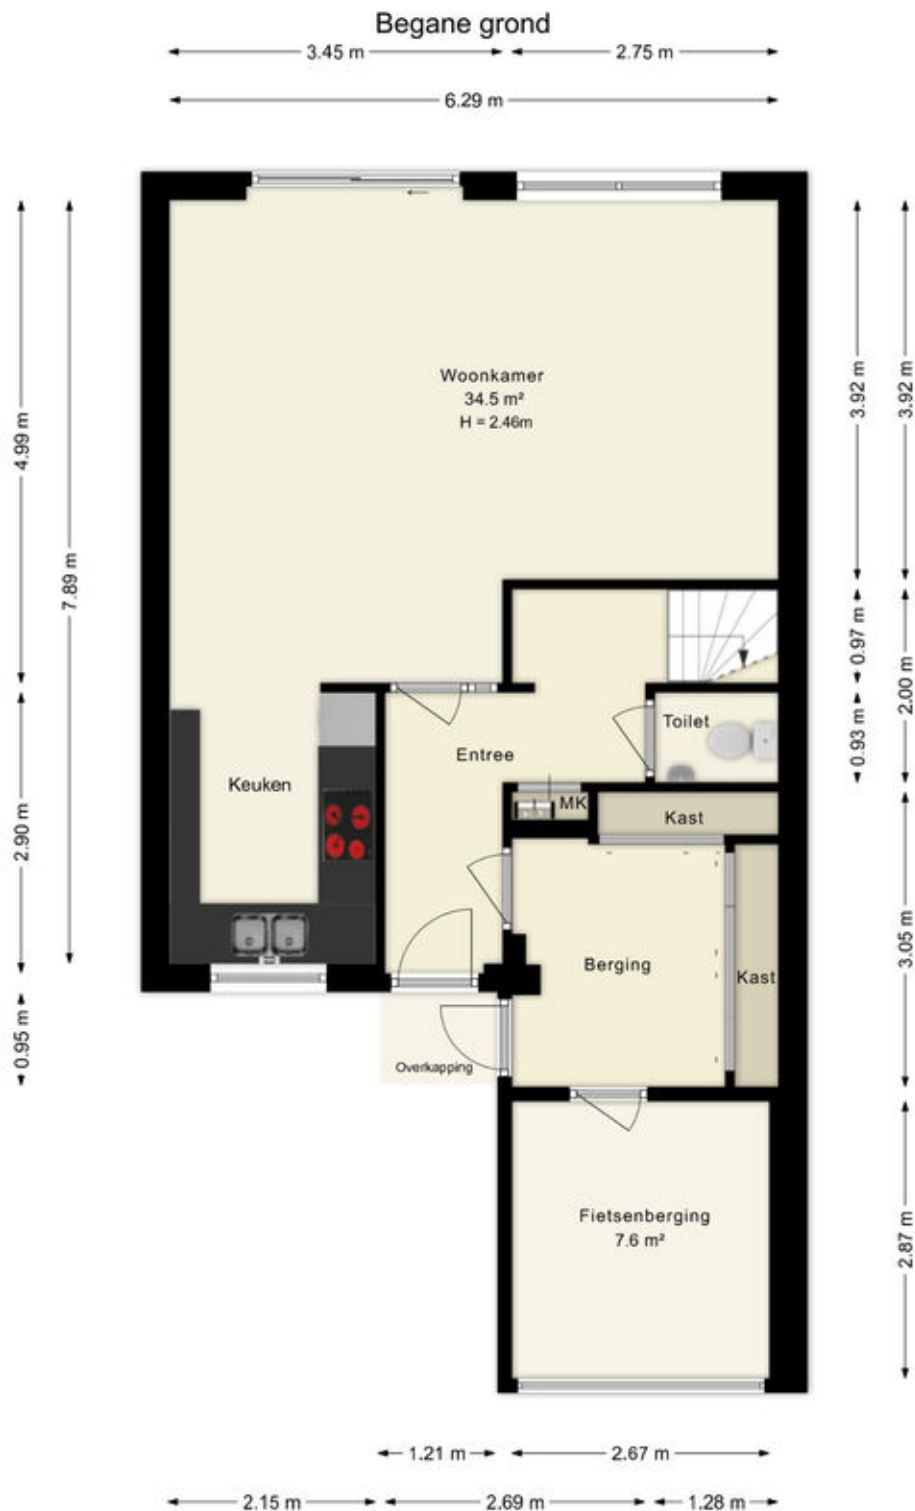 Begane grond
3.45 m
2.75 m
6.29 m
4.99 m
7.89 m
3.92 m
3.92 m
Woonkamer
34.5 m²
H = 2.46m
0.97 m
2.00 m
0.93 m
Toilet
Entree
Keuken
MK
Kast
2.90 m
3.05 m
Berging
Kast
0.95 m
Overkapping
Fietsenberging
7.6 m²
2.87 m
1.21 m
2.67 m
2.15 m
2.69 m
1.28 m